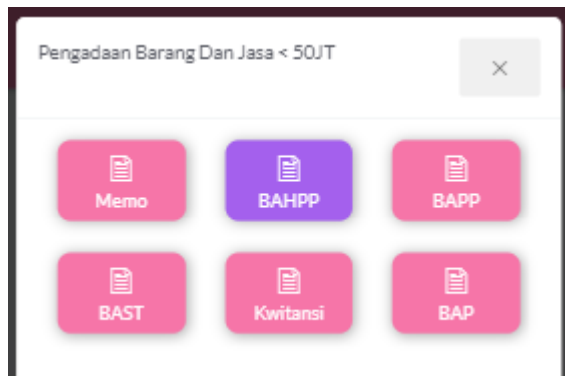 Pengadaan Barang Dan Jasa < 50JT
Memo
BAHPP
BAPP
BAST
Kwitansi
BAP